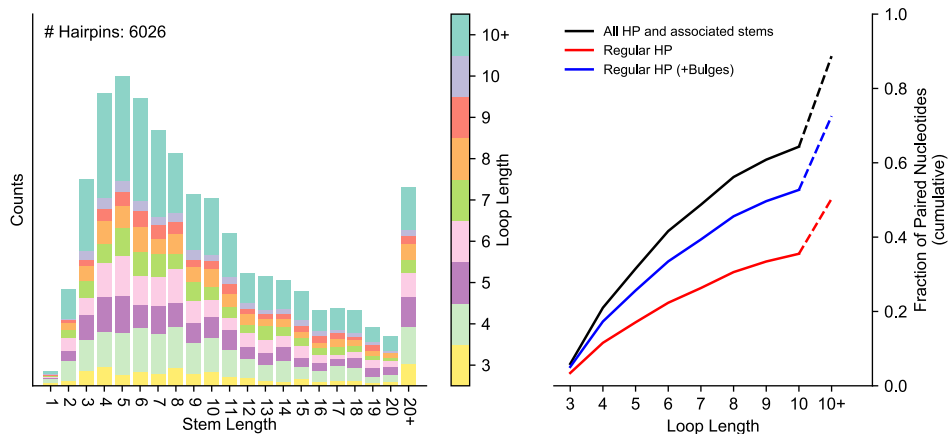 # Hairpins: 6026
Counts
1 2 3 4 5 6 7 8 9 10 11 12 13 14 15 16 17 18 19 20 20+
Stem Length
10+
10
9
8
7
6
5
4
3
Loop Length
All HP and associated stems
Regular HP
Regular HP (+Bulges)
1.0
0.8
0.6
0.4
0.2
0.0
Fraction of Paired Nucleotides
(cumulative)
3 4 5 6 7 8 9 10 10+
Loop Length